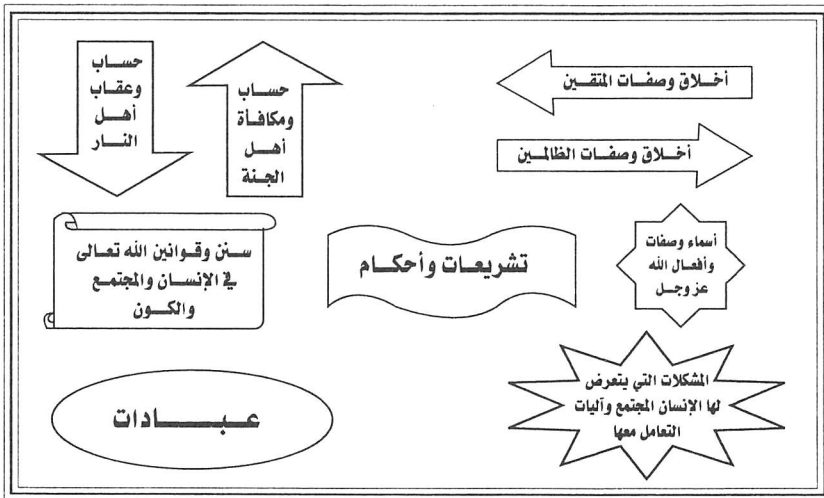 أخلاق وصفات المتقين
أخلاق وصفات الظالمين
حساب
ومكافأة
أهل
الجنة
حساب
وعقاب
أهل
النار
أسماء وصفات
وأفعال الله
عز وجل
تشريعات وأحكام
سنن وقوانين الله تعالى
في الإنسان والمجتمع
والكون
المشكلات التي يتعرض
لها الإنسان المجتمع وآليات
التعامل معها
عبادات